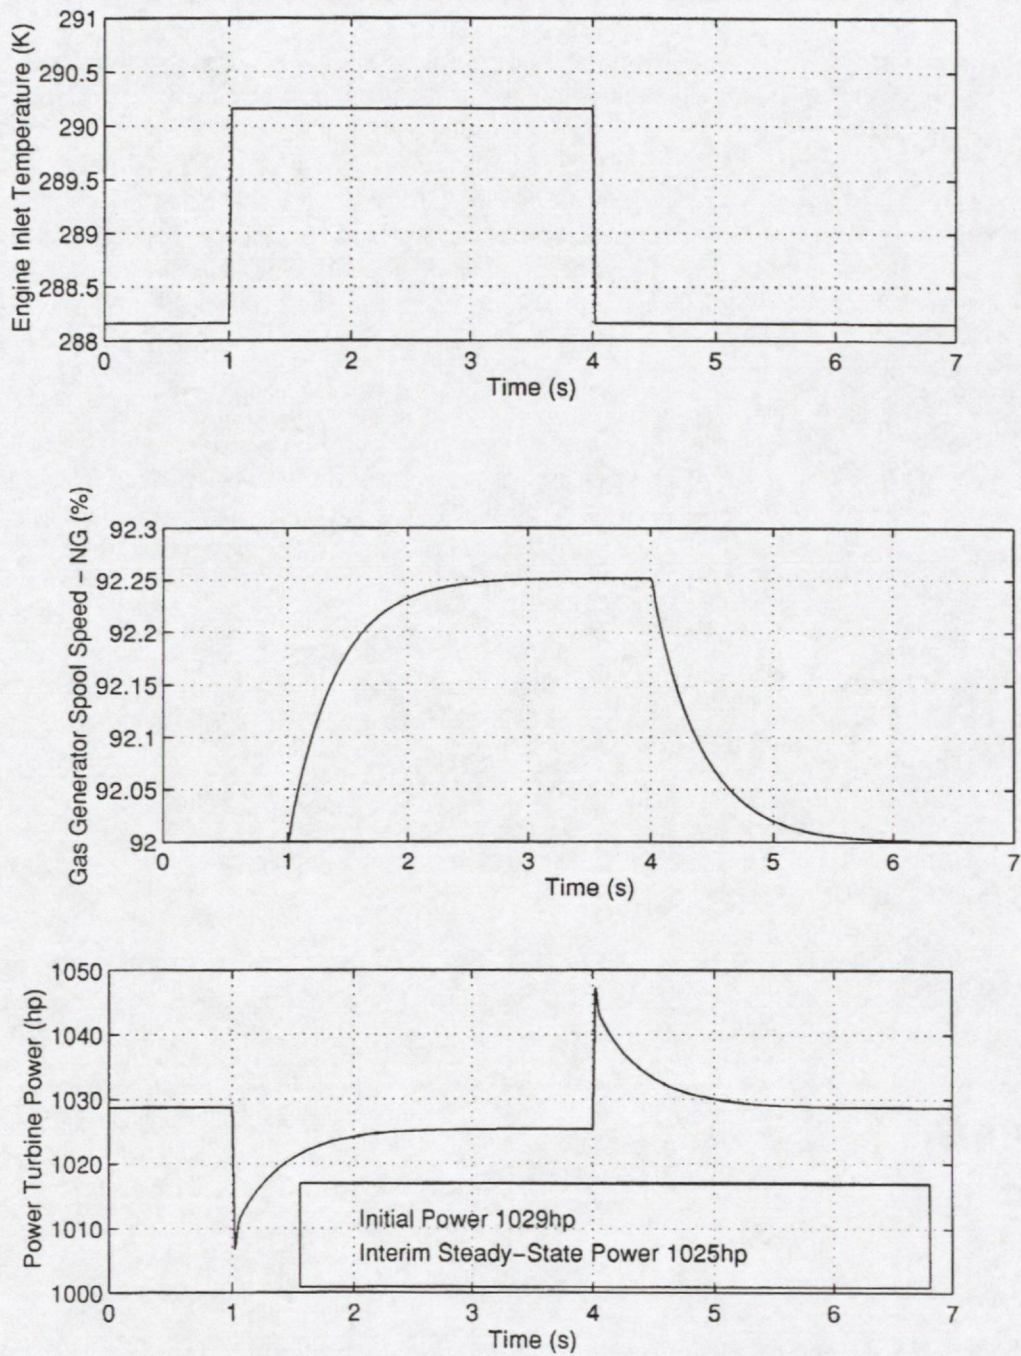 Engine Inlet Temperature (K)
291
290.5
290
289.5
289
288.5
288
0 1 2 3 4 5 6 7
Time (s)
Gas Generator Spool Speed – NG (%)
92.3
92.25
92.2
92.15
92.1
92.05
92
0 1 2 3 4 5 6 7
Time (s)
Power Turbine Power (hp)
1050
1040
1030
1020
1010
1000
Initial Power 1029hp
Interim Steady–State Power 1025hp
0 1 2 3 4 5 6 7
Time (s)